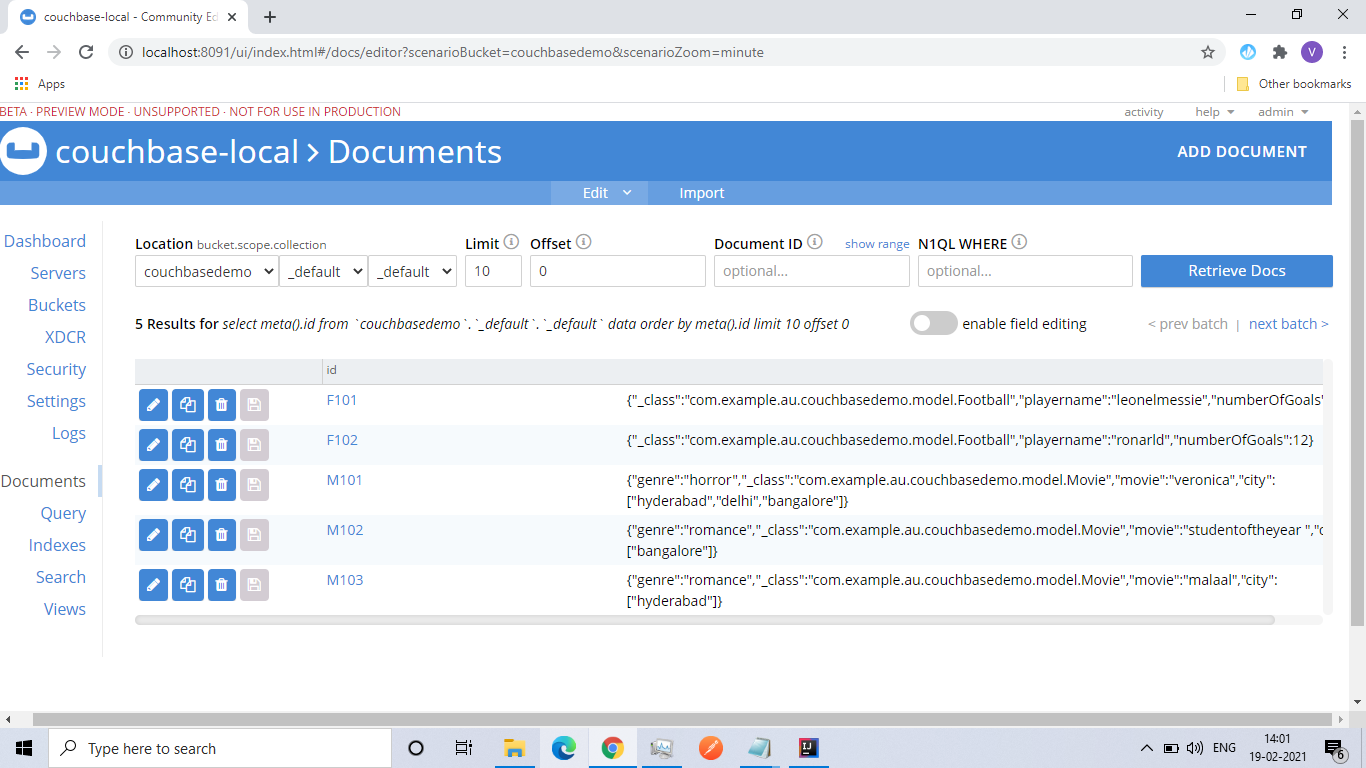 couchbase-local - Community Ed
localhost:8091/ui/index.html#/docs/editor?scenarioBucket=couchbasedemo&scenarioZoom=minute
V
Apps
Other bookmarks
BETA · PREVIEW MODE · UNSUPPORTED · NOT FOR USE IN PRODUCTION
activity help admin
couchbase-local > Documents
ADD DOCUMENT
Edit Import
Dashboard
Servers
Buckets
XDCR
Security
Settings
Logs
Documents
Query
Indexes
Search
Views
Location bucket.scope.collection Limit Offset Document ID show range N1QL WHERE
couchbasedemo _default _default 10 0 optional... optional... Retrieve Docs
5 Results for select meta().id from `couchbasedemo`.`_default`.`_default` data order by meta().id limit 10 offset 0
enable field editing
< prev batch | next batch >
id
F101 {"_class":"com.example.au.couchbasedemo.model.Football","playername":"leonelmessie","numberOfGoals"
F102 {"_class":"com.example.au.couchbasedemo.model.Football","playername":"ronarld","numberOfGoals":12}
M101 {"genre":"horror","_class":"com.example.au.couchbasedemo.model.Movie","movie":"veronica","city":
["hyderabad","delhi","bangalore"]}
M102 {"genre":"romance","_class":"com.example.au.couchbasedemo.model.Movie","movie":"studentoftheyear ","c
["bangalore"]}
M103 {"genre":"romance","_class":"com.example.au.couchbasedemo.model.Movie","movie":"malaal","city":
["hyderabad"]}
Type here to search
IJ
ENG
14:01
19-02-2021
6